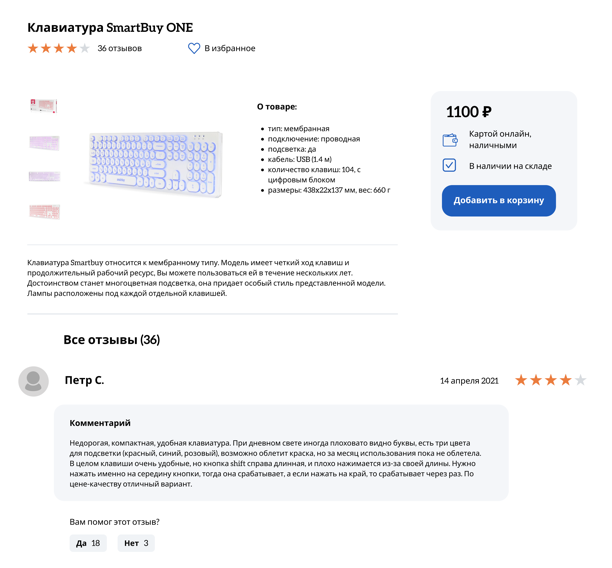 Клавиатура SmartBuy ONE
36 отзывов
В избранное
О товаре:
тип: мембранная
подключение: проводная
подсветка: да
кабель: USB (1.4 м)
количество клавиш: 104, с
цифровым блоком
размеры: 438x22x137 мм, вес: 660 г
1100 ₽
Картой онлайн,
наличными
В наличии на складе
Добавить в корзину
Клавиатура Smartbuy относится к мембранному типу. Модель имеет четкий ход клавиш и
продолжительный рабочий ресурс, Вы можете пользоваться ей в течение нескольких лет.
Достоинством станет многоцветная подсветка, она придает особый стиль представленной модели.
Лампы расположены под каждой отдельной клавишей.
Все отзывы (36)
Петр С.
14 апреля 2021
Комментарий
Недорогая, компактная, удобная клавиатура. При дневном свете иногда плоховато видно буквы, есть три цвета
для подсветки (красный, синий, розовый), возможно облетит краска, но за месяц использования пока не облетела.
В целом клавиши очень удобные, но кнопка shift справа длинная, и плохо нажимается из-за своей длины. Нужно
нажать именно на середину кнопки, тогда она срабатывает, а если нажать на край, то срабатывает через раз. По
цене-качеству отличный вариант.
Вам помог этот отзыв?
Да 18
Нет 3